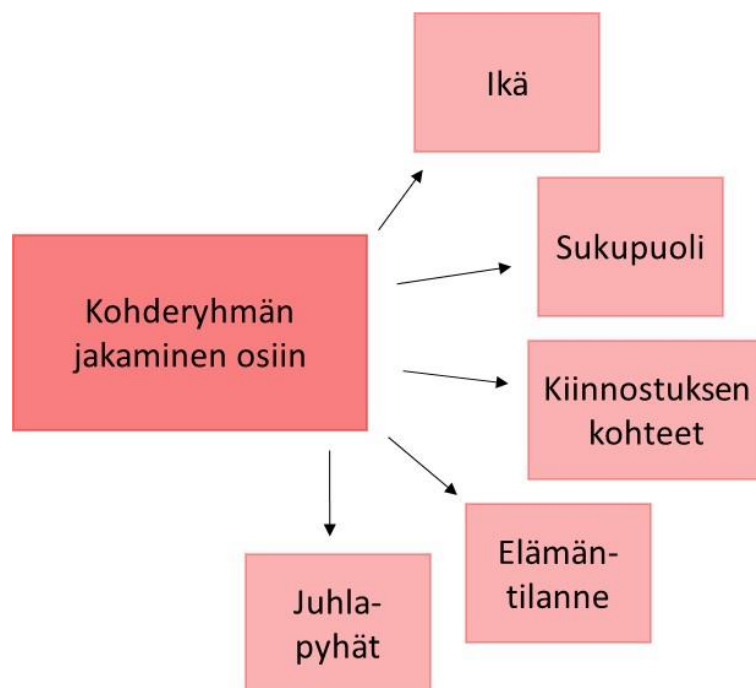 Ikä
Sukupuoli
Kohderyhmän
jakaminen osiin
Kiinnostuksen
kohteet
Elämän-
tilanne
Juhla-
pyhät